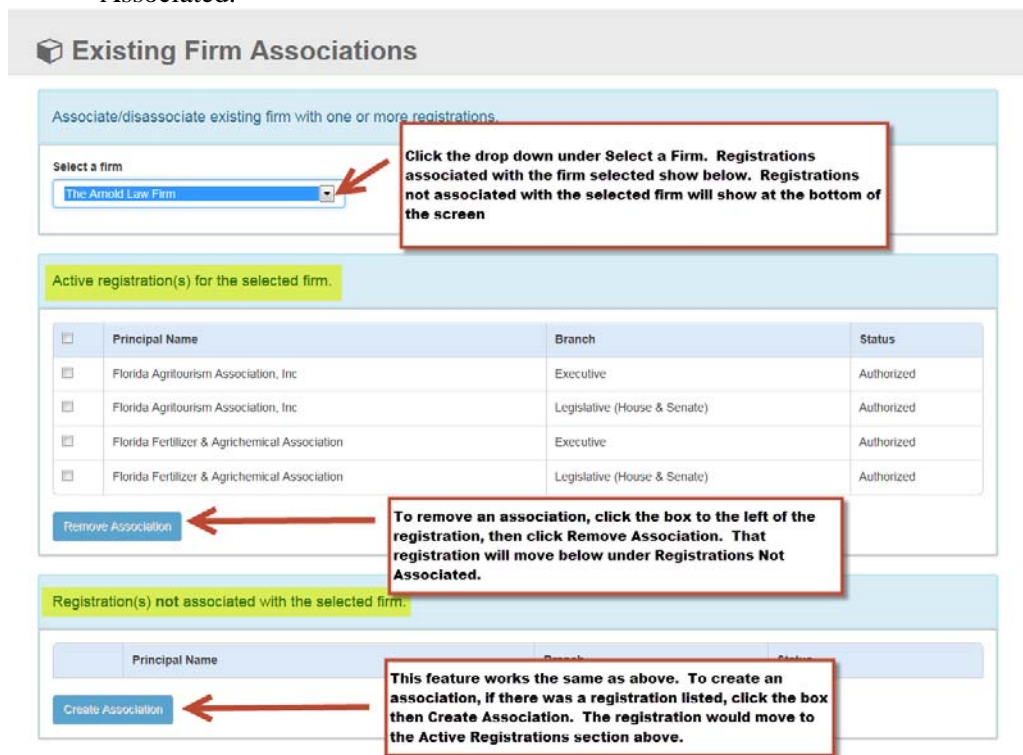 Associated.
Existing Firm Associations
Associate/disassociate existing firm with one or more registrations.
Select a firm
The Arnold Law Firm
Click the drop down under Select a Firm. Registrations
associated with the firm selected show below. Registrations
not associated with the selected firm will show at the bottom of
the screen
Active registration(s) for the selected firm.
Principal Name Branch Status
Florida Agritourism Association, Inc Executive Authorized
Florida Agritourism Association, Inc Legislative (House & Senate) Authorized
Florida Fertilizer & Agrichemical Association Executive Authorized
Florida Fertilizer & Agrichemical Association Legislative (House & Senate) Authorized
Remove Association
To remove an association, click the box to the left of the
registration, then click Remove Association. That
registration will move below under Registrations Not
Associated.
Registration(s) not associated with the selected firm.
Principal Name Branch Status
Create Association
This feature works the same as above. To create an
association, if there was a registration listed, click the box
then Create Association. The registration would move to
the Active Registrations section above.